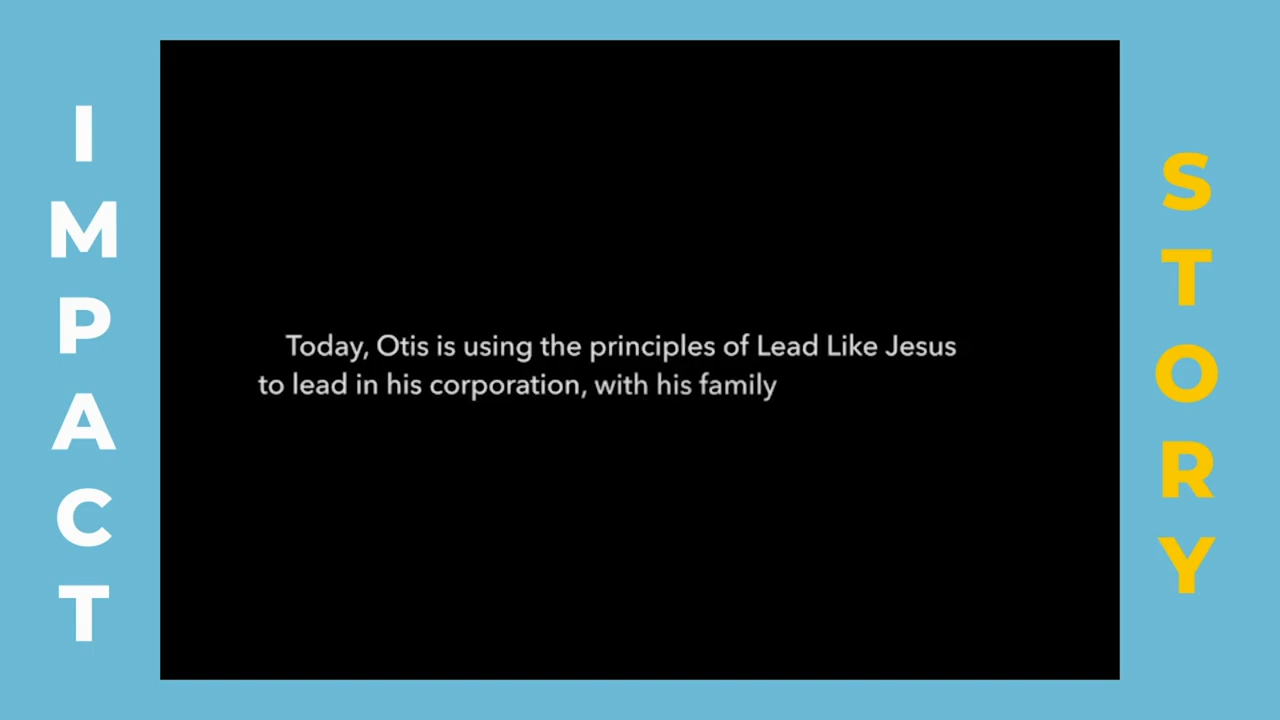 IMPACT
Today, Otis is using the principles of Lead Like Jesus
to lead in his corporation, with his family
STORY